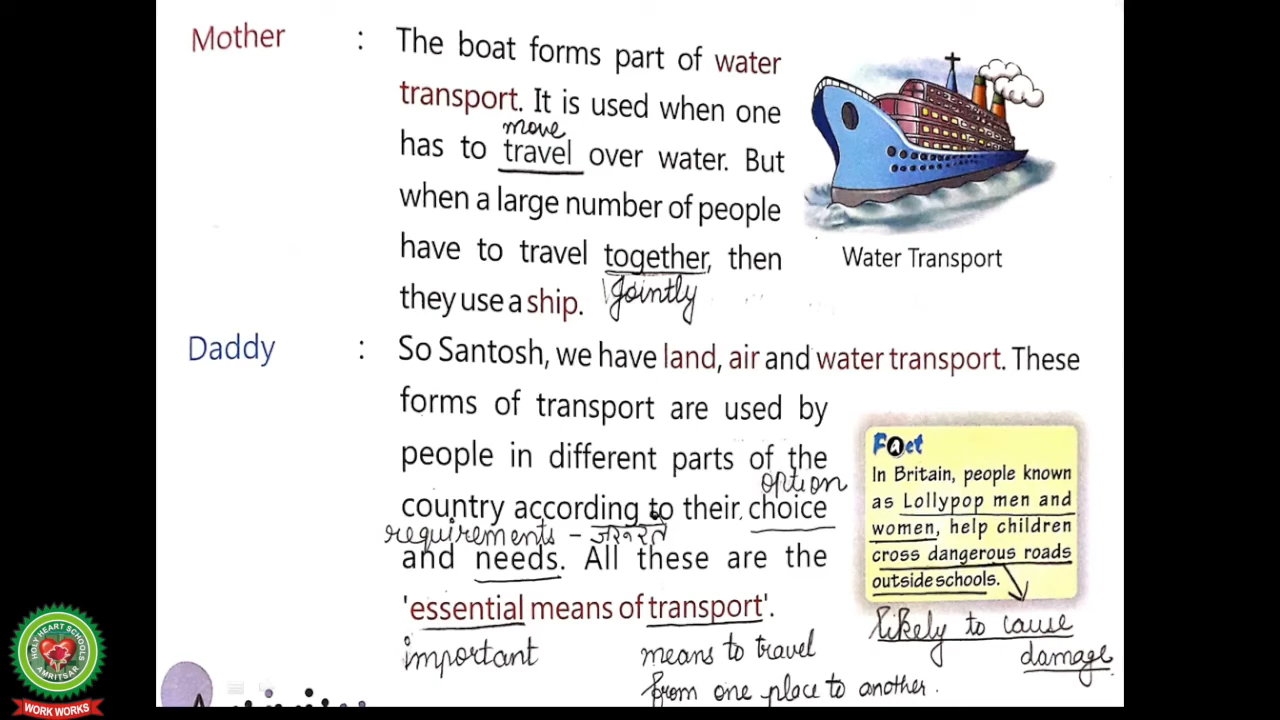 Mother : The boat forms part of water
transport. It is used when one
move
has to travel over water. But
when a large number of people
have to travel together, then
jointly
they use a ship.
Water Transport
Daddy : So Santosh, we have land, air and water transport. These
forms of transport are used by
people in different parts of the
option
country according to their choice
requirements - जरूरत
and needs. All these are the
'essential means of transport'.
important
means to travel
from one place to another.
Fact
In Britain, people known
as Lollypop men and
women, help children
cross dangerous roads
outside schools.
likely to cause
damage
HOLY HEART SCHOOLS
AMRITSAR
WORK WORKS